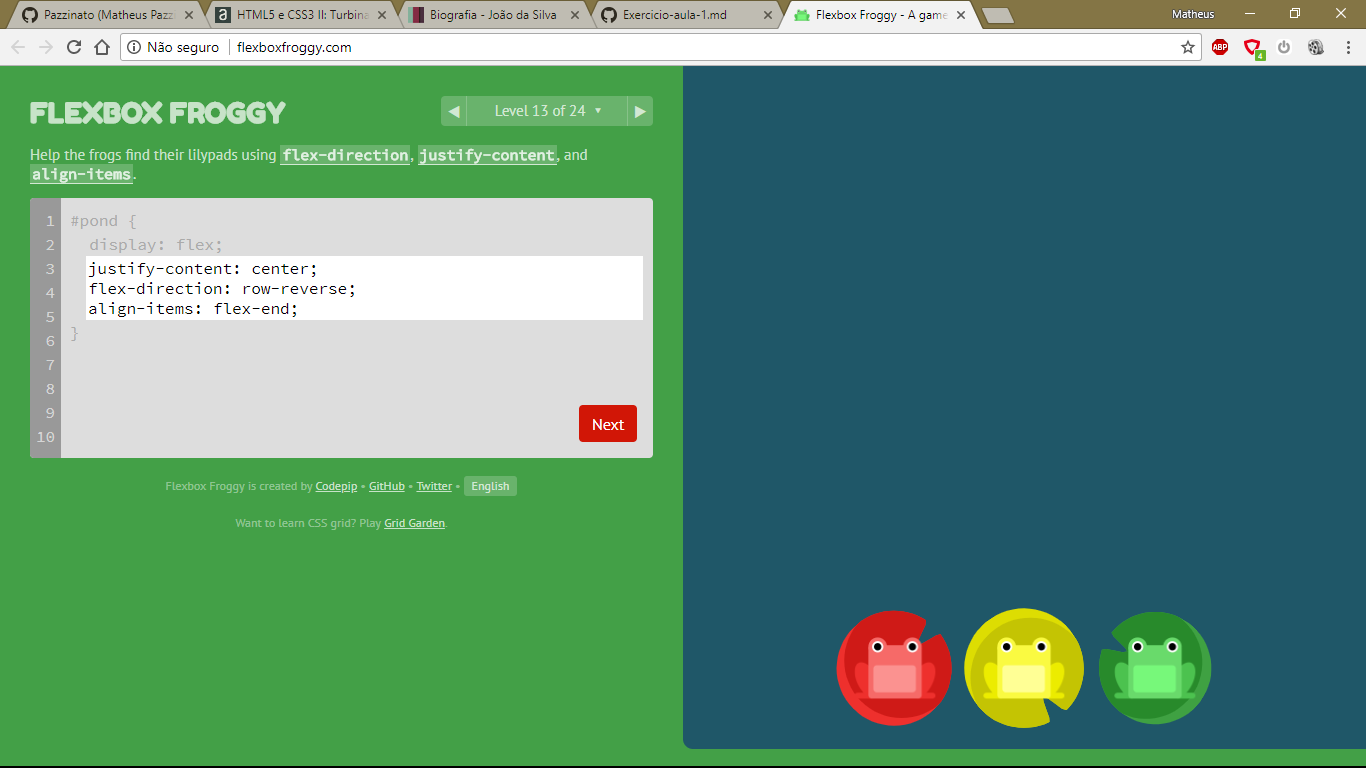 Pazzinato (Matheus Pazzi
HTML5 e CSS3 II: Turbina
Biografia - João da Silva
Exercicio-aula-1.md
Flexbox Froggy - A game
Matheus
Não seguro
flexboxfroggy.com
ABP
4
FLEXBOX FROGGY
◀ Level 13 of 24 ▼ ▶
Help the frogs find their lilypads using flex-direction, justify-content, and
align-items.
1 #pond {
2 display: flex;
3 justify-content: center;
4 flex-direction: row-reverse;
5 align-items: flex-end;
6 }
7
8
9
10
Next
Flexbox Froggy is created by Codepip • GitHub • Twitter • English
Want to learn CSS grid? Play Grid Garden.